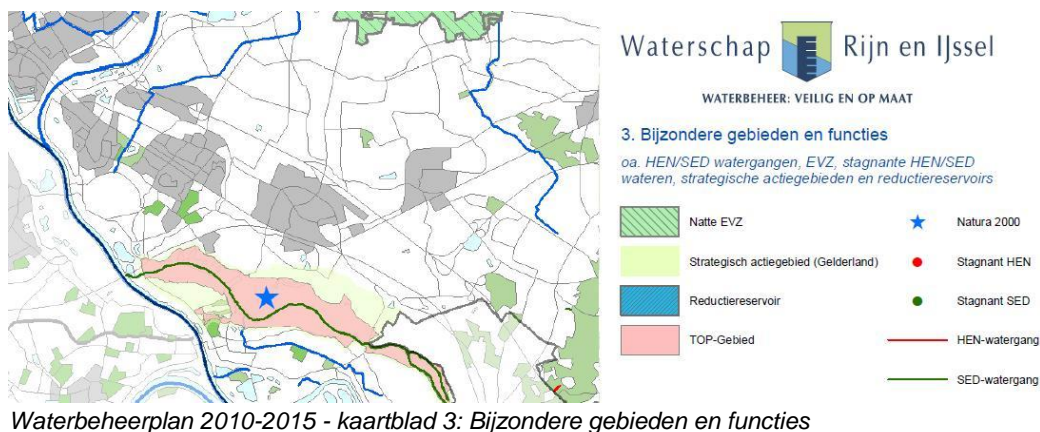 Waterschap Rijn en IJssel
WATERBEHEER: VEILIG EN OP MAAT
3. Bijzondere gebieden en functies
oa. HEN/SED watergangen, EVZ, stagnante HEN/SED
wateren, strategische actiegebieden en reductiereservoirs
Natte EVZ
Strategisch actiegebied (Gelderland)
Reductiereservoir
TOP-Gebied
Natura 2000
Stagnant HEN
Stagnant SED
HEN-watergang
SED-watergang
Waterbeheerplan 2010-2015 - kaartblad 3: Bijzondere gebieden en functies